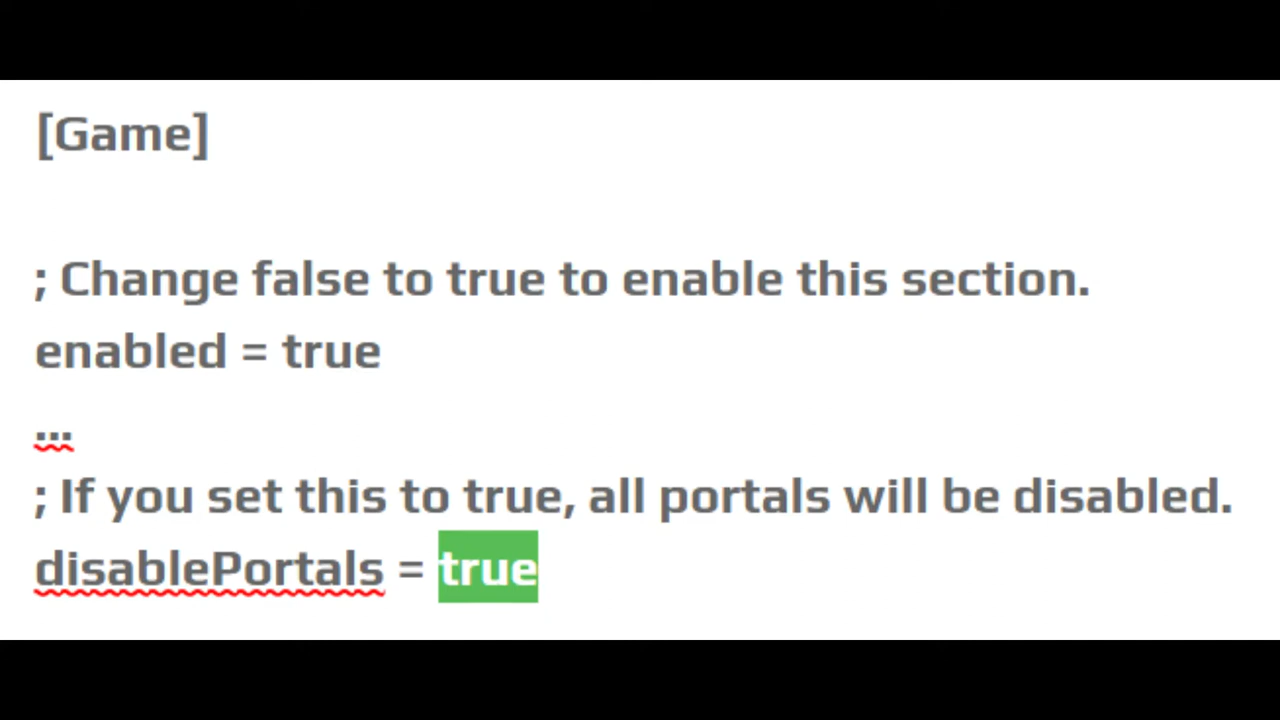 [Game]
; Change false to true to enable this section.
enabled = true
...
; If you set this to true, all portals will be disabled.
disablePortals = true